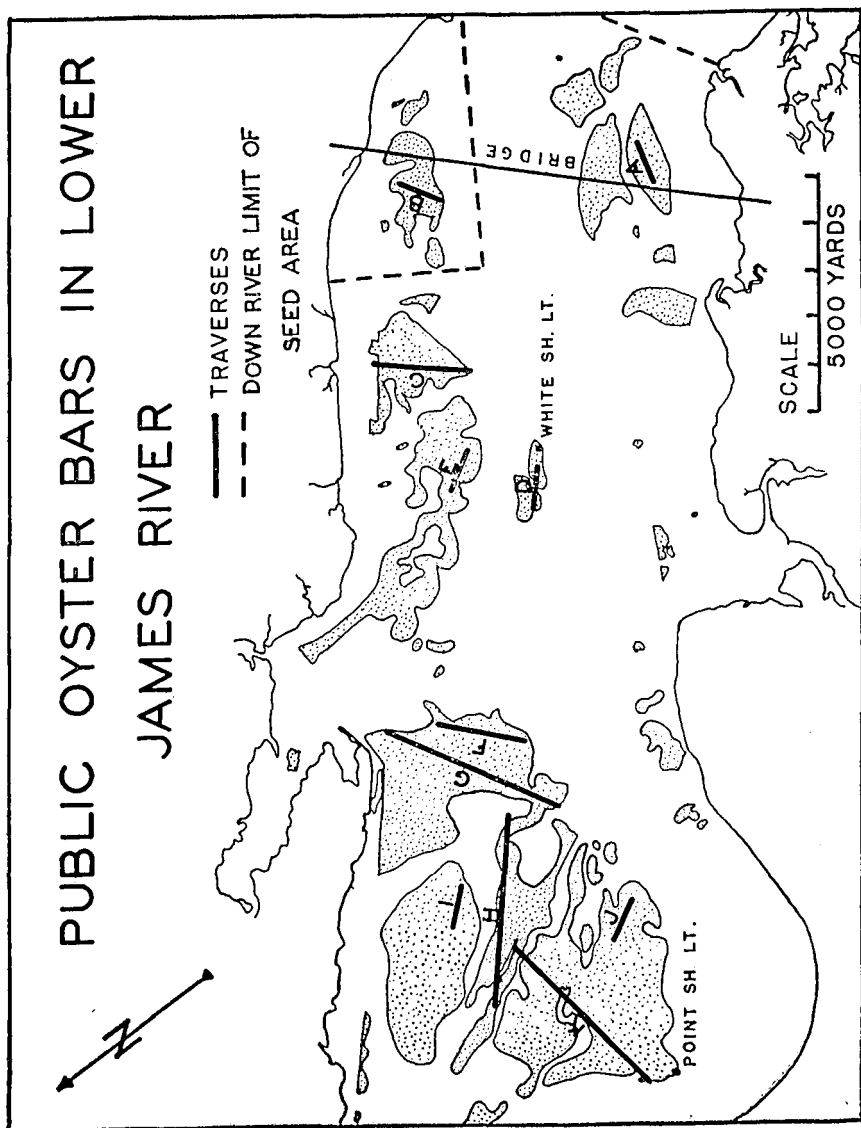 PUBLIC OYSTER BARS IN LOWER
JAMES RIVER
N
TRAVERSES
DOWN RIVER LIMIT OF
SEED AREA
BRIDGE
A
B
C
D
E
WHITE SH. LT.
F
G
H
I
J
K
POINT SH LT.
SCALE
5000 YARDS